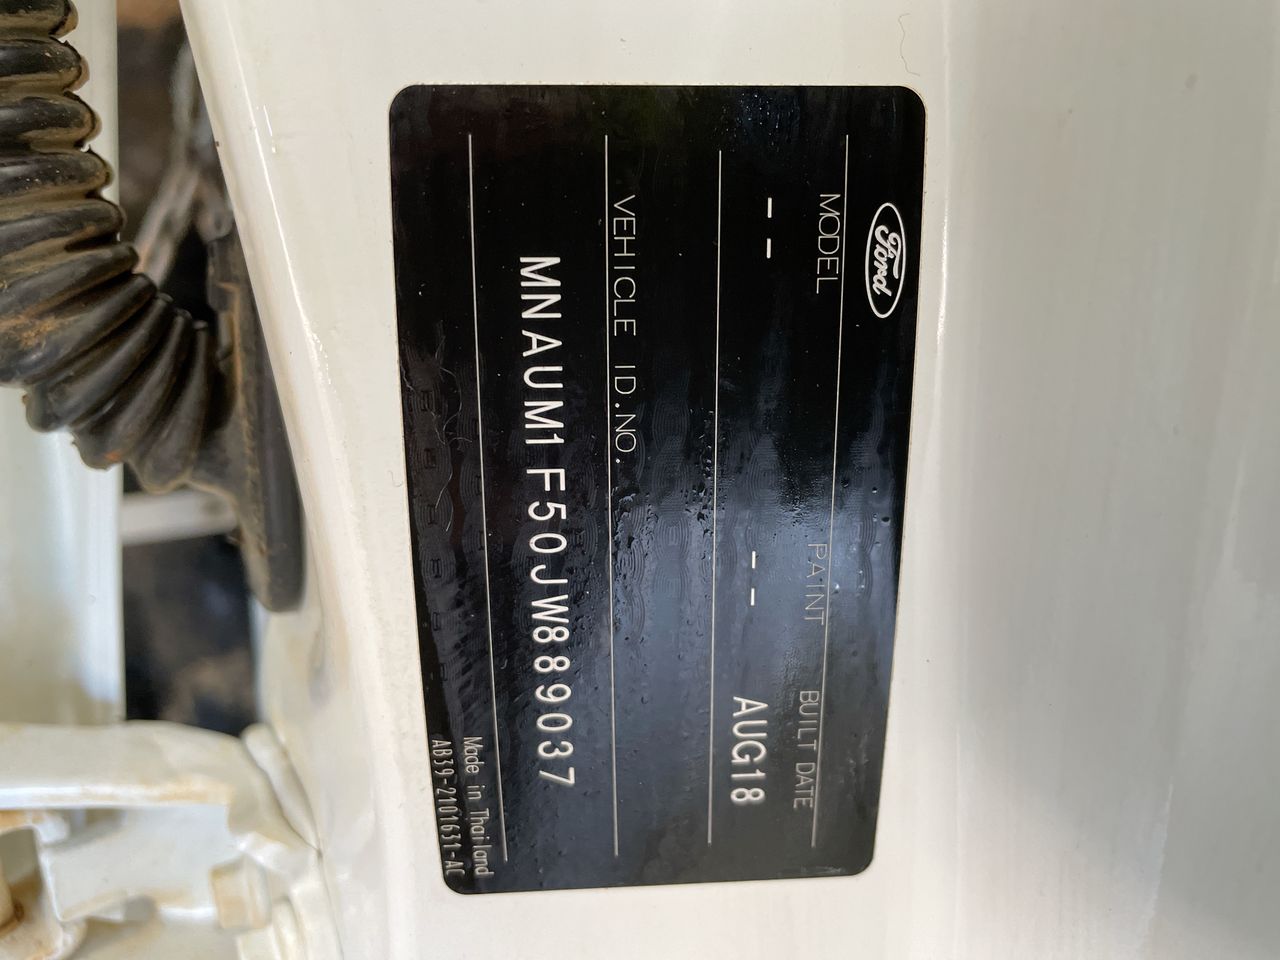 Ford
MODEL PAINT BUILT DATE
-- -- AUG18
VEHICLE ID.NO.
MNAUM1F50JW889037
Made in Thailand
AB39-2101631-AC